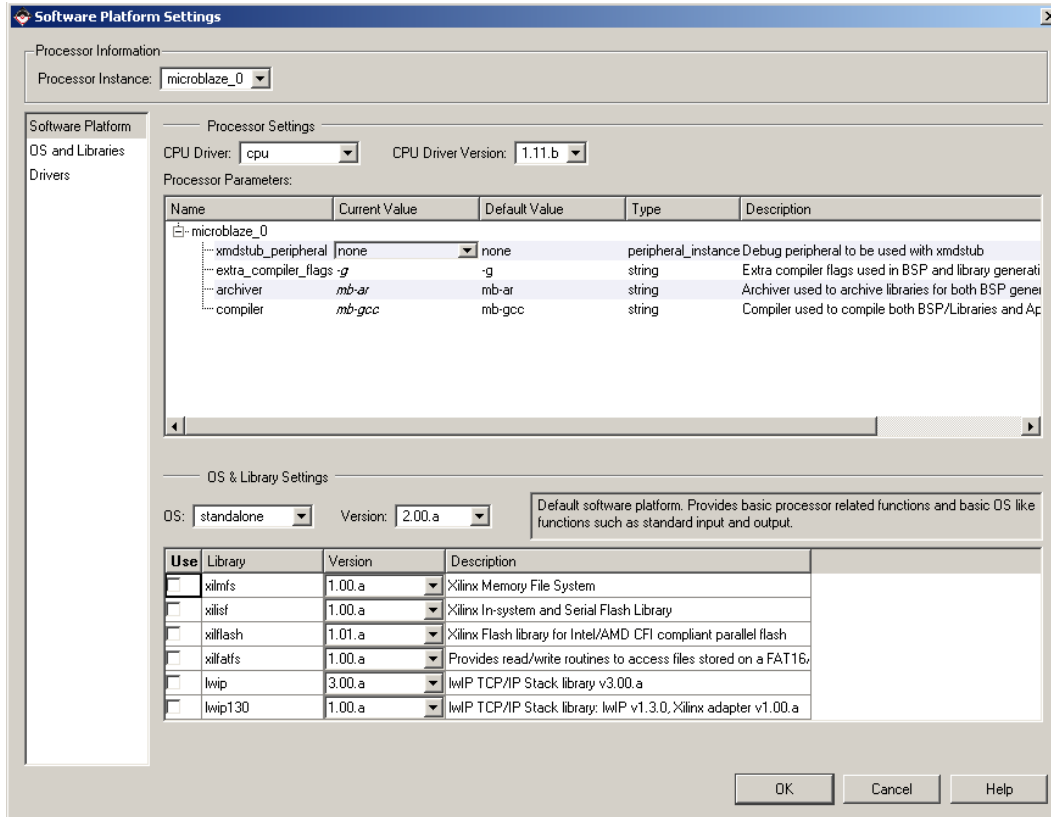 Software Platform Settings
Processor Information
Processor Instance: microblaze_0
Software Platform
OS and Libraries
Drivers
Processor Settings
CPU Driver: cpu CPU Driver Version: 1.11.b
Processor Parameters:
Name Current Value Default Value Type Description
microblaze_0
xmdstub_peripheral none none peripheral_instance Debug peripheral to be used with xmdstub
extra_compiler_flags -g -g string Extra compiler flags used in BSP and library generati
archiver mb-ar mb-ar string Archiver used to archive libraries for both BSP gener
compiler mb-gcc mb-gcc string Compiler used to compile both BSP/Libraries and Ap
OS & Library Settings
OS: standalone Version: 2.00.a
Default software platform. Provides basic processor related functions and basic OS like
functions such as standard input and output.
Use Library Version Description
xilmfs 1.00.a Xilinx Memory File System
xilisf 1.00.a Xilinx In-system and Serial Flash Library
xilflash 1.01.a Xilinx Flash library for Intel/AMD CFI compliant parallel flash
xilfatfs 1.00.a Provides read/write routines to access files stored on a FAT16/
lwip 3.00.a lwIP TCP/IP Stack library v3.00.a
lwip130 1.00.a lwIP TCP/IP Stack library: lwIP v1.3.0, Xilinx adapter v1.00.a
OK Cancel Help